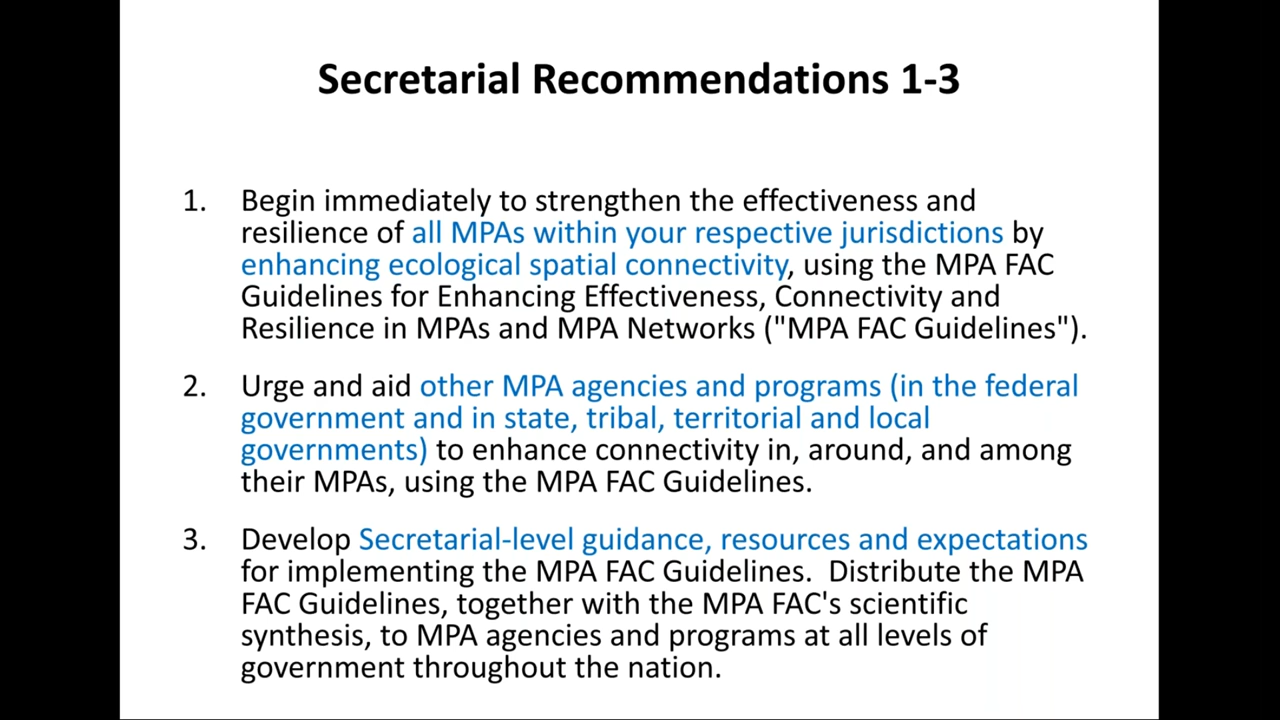 Secretarial Recommendations 1-3
1. Begin immediately to strengthen the effectiveness and
resilience of all MPAs within your respective jurisdictions by
enhancing ecological spatial connectivity, using the MPA FAC
Guidelines for Enhancing Effectiveness, Connectivity and
Resilience in MPAs and MPA Networks ("MPA FAC Guidelines").
2. Urge and aid other MPA agencies and programs (in the federal
government and in state, tribal, territorial and local
governments) to enhance connectivity in, around, and among
their MPAs, using the MPA FAC Guidelines.
3. Develop Secretarial-level guidance, resources and expectations
for implementing the MPA FAC Guidelines.  Distribute the MPA
FAC Guidelines, together with the MPA FAC's scientific
synthesis, to MPA agencies and programs at all levels of
government throughout the nation.